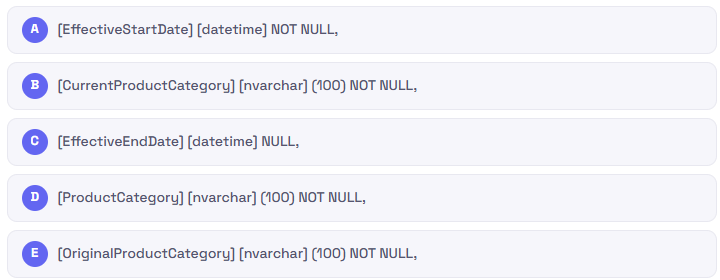 A [EffectiveStartDate] [datetime] NOT NULL,
B [CurrentProductCategory] [nvarchar] (100) NOT NULL,
C [EffectiveEndDate] [datetime] NULL,
D [ProductCategory] [nvarchar] (100) NOT NULL,
E [OriginalProductCategory] [nvarchar] (100) NOT NULL,